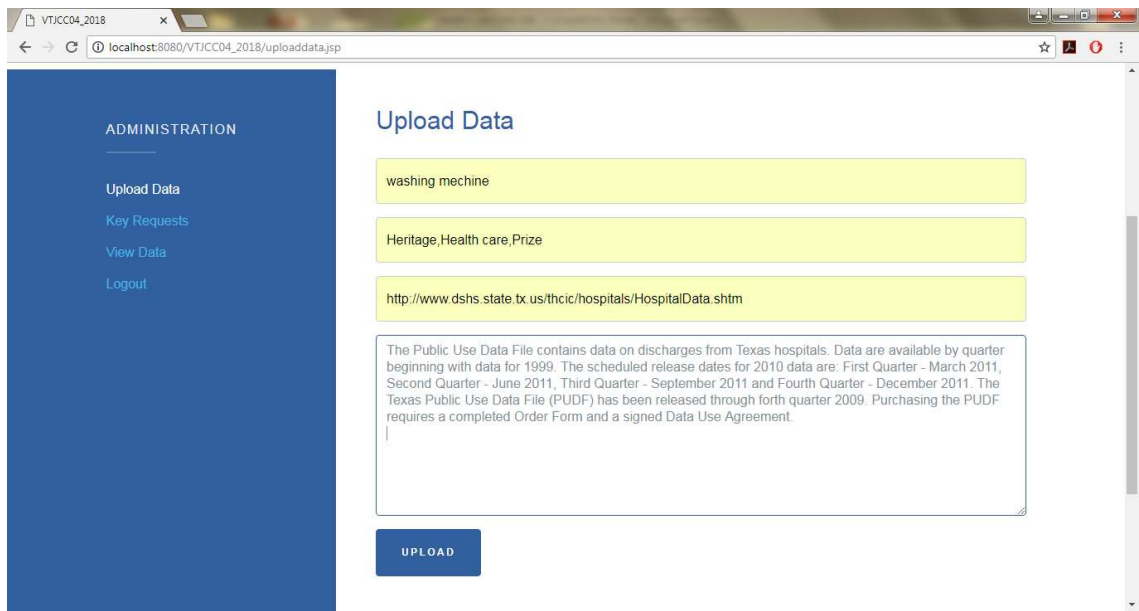 VTJCC04_2018
localhost:8080/VTJCC04_2018/uploaddata.jsp
ADMINISTRATION
Upload Data
Key Requests
View Data
Logout
Upload Data
washing mechine
Heritage,Health care,Prize
http://www.dshs.state.tx.us/thcic/hospitals/HospitalData.shtm
The Public Use Data File contains data on discharges from Texas hospitals. Data are available by quarter
beginning with data for 1999. The scheduled release dates for 2010 data are: First Quarter - March 2011,
Second Quarter - June 2011, Third Quarter - September 2011 and Fourth Quarter - December 2011. The
Texas Public Use Data File (PUDF) has been released through forth quarter 2009. Purchasing the PUDF
requires a completed Order Form and a signed Data Use Agreement.
UPLOAD